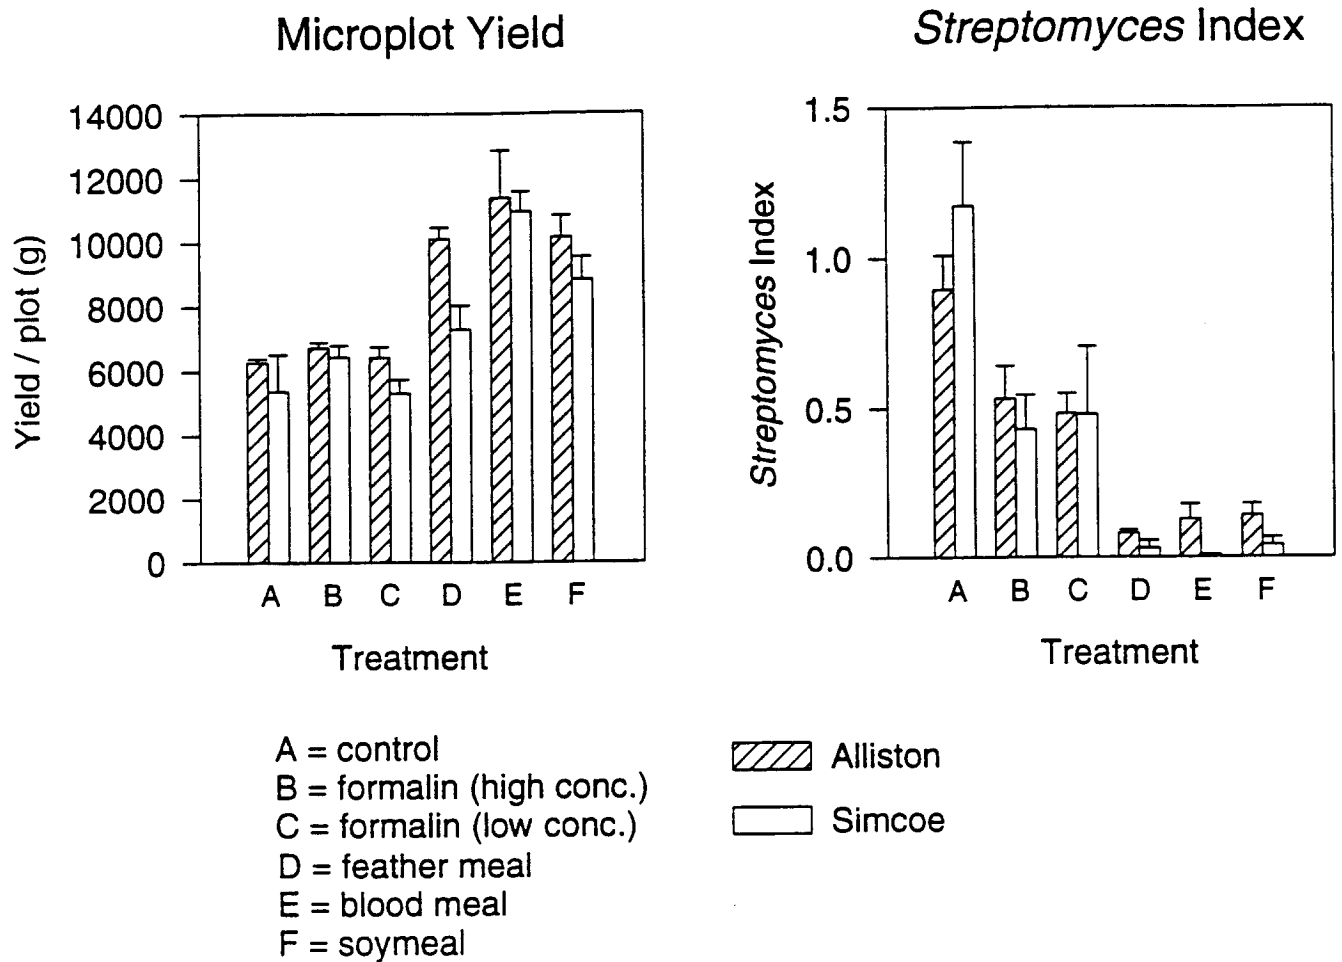 Microplot Yield
Yield / plot (g)
14000
12000
10000
8000
6000
4000
2000
0
A B C D E F
Treatment
Streptomyces Index
Streptomyces Index
1.5
1.0
0.5
0.0
A B C D E F
Treatment
A = control
B = formalin (high conc.)
C = formalin (low conc.)
D = feather meal
E = blood meal
F = soymeal
Alliston
Simcoe